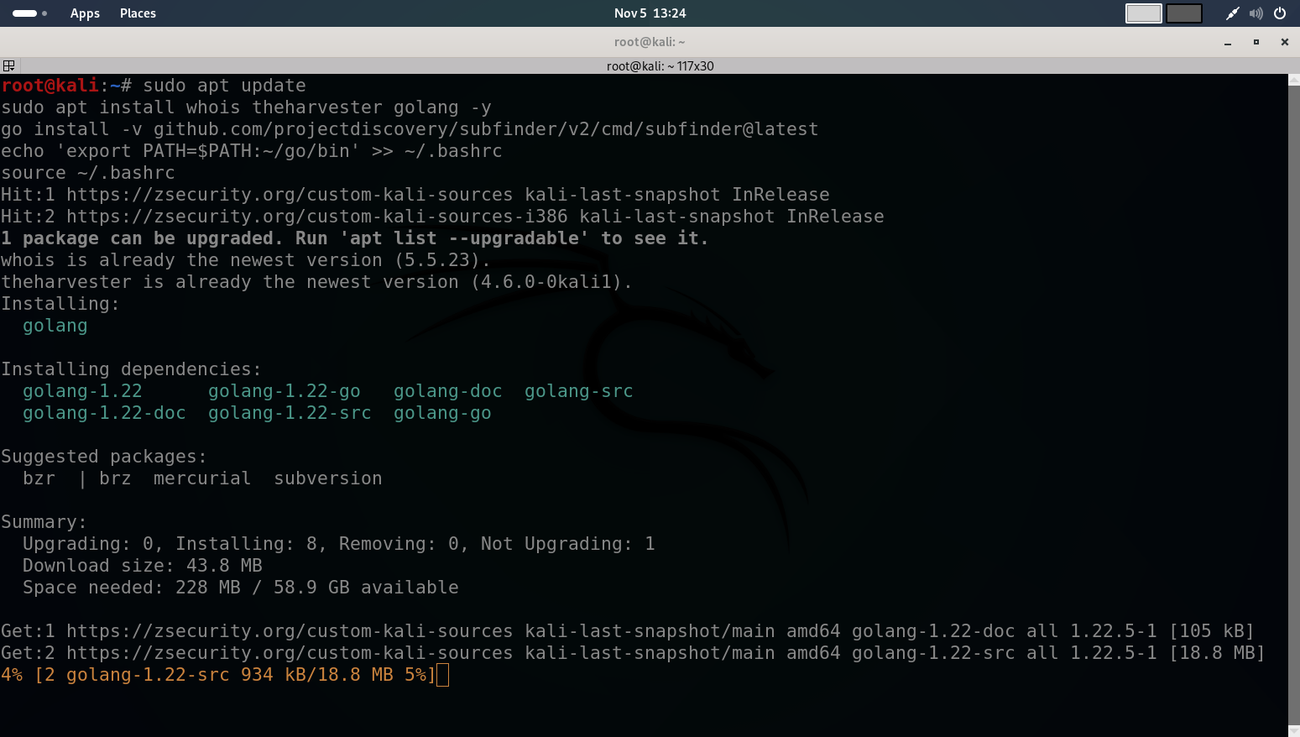 Apps Places Nov 5 13:24
root@kali: ~
root@kali: ~ 117x30
root@kali:~# sudo apt update
sudo apt install whois theharvester golang -y
go install -v github.com/projectdiscovery/subfinder/v2/cmd/subfinder@latest
echo 'export PATH=$PATH:~/go/bin' >> ~/.bashrc
source ~/.bashrc
Hit:1 https://zsecurity.org/custom-kali-sources kali-last-snapshot InRelease
Hit:2 https://zsecurity.org/custom-kali-sources-i386 kali-last-snapshot InRelease
1 package can be upgraded. Run 'apt list --upgradable' to see it.
whois is already the newest version (5.5.23).
theharvester is already the newest version (4.6.0-0kali1).
Installing:
  golang

Installing dependencies:
  golang-1.22      golang-1.22-go   golang-doc  golang-src
  golang-1.22-doc  golang-1.22-src  golang-go

Suggested packages:
  bzr  | brz  mercurial  subversion

Summary:
  Upgrading: 0, Installing: 8, Removing: 0, Not Upgrading: 1
  Download size: 43.8 MB
  Space needed: 228 MB / 58.9 GB available

Get:1 https://zsecurity.org/custom-kali-sources kali-last-snapshot/main amd64 golang-1.22-doc all 1.22.5-1 [105 kB]
Get:2 https://zsecurity.org/custom-kali-sources kali-last-snapshot/main amd64 golang-1.22-src all 1.22.5-1 [18.8 MB]
4% [2 golang-1.22-src 934 kB/18.8 MB 5%]